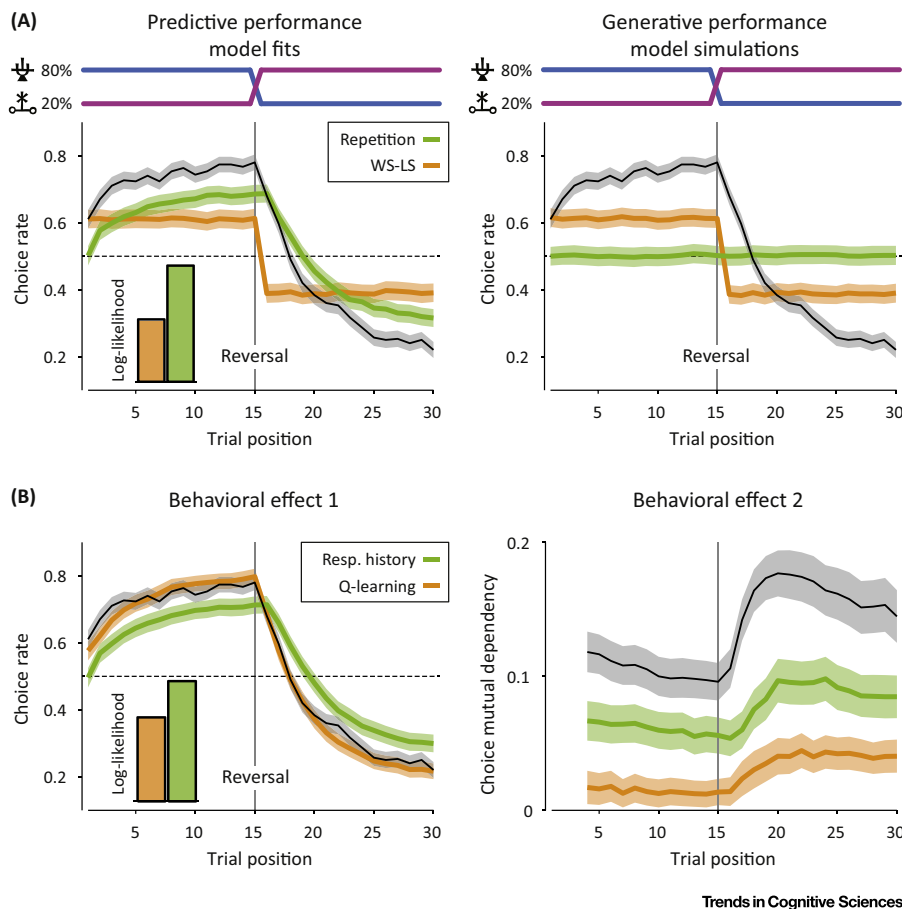 (A)
Predictive performance
model fits
Generative performance
model simulations
80%
20%
80%
20%
Choice rate
0.8
0.6
0.4
0.2
Repetition
WS-LS
Log-likelihood
Reversal
5 10 15 20 25 30
Trial position
Choice rate
0.8
0.6
0.4
0.2
Reversal
5 10 15 20 25 30
Trial position
(B)
Behavioral effect 1
Behavioral effect 2
Choice rate
0.8
0.6
0.4
0.2
Resp. history
Q-learning
Log-likelihood
Reversal
5 10 15 20 25 30
Trial position
Choice mutual dependency
0.2
0.1
0
5 10 15 20 25 30
Trial position
Trends in Cognitive Sciences